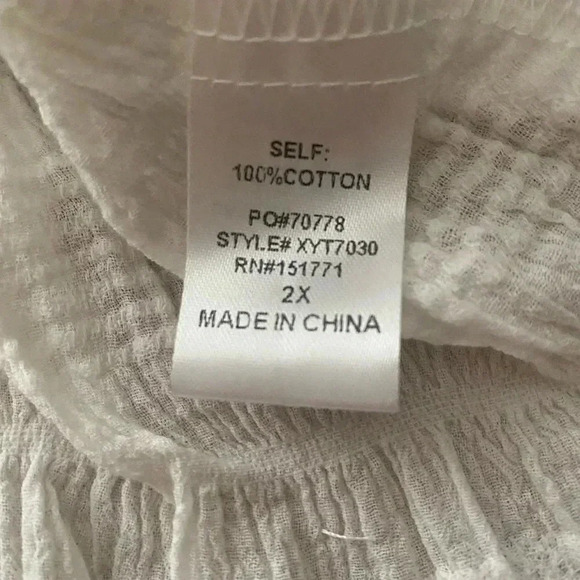 SELF:
100%COTTON
PO#70778
STYLE# XYT7030
RN#151771
2X
MADE IN CHINA